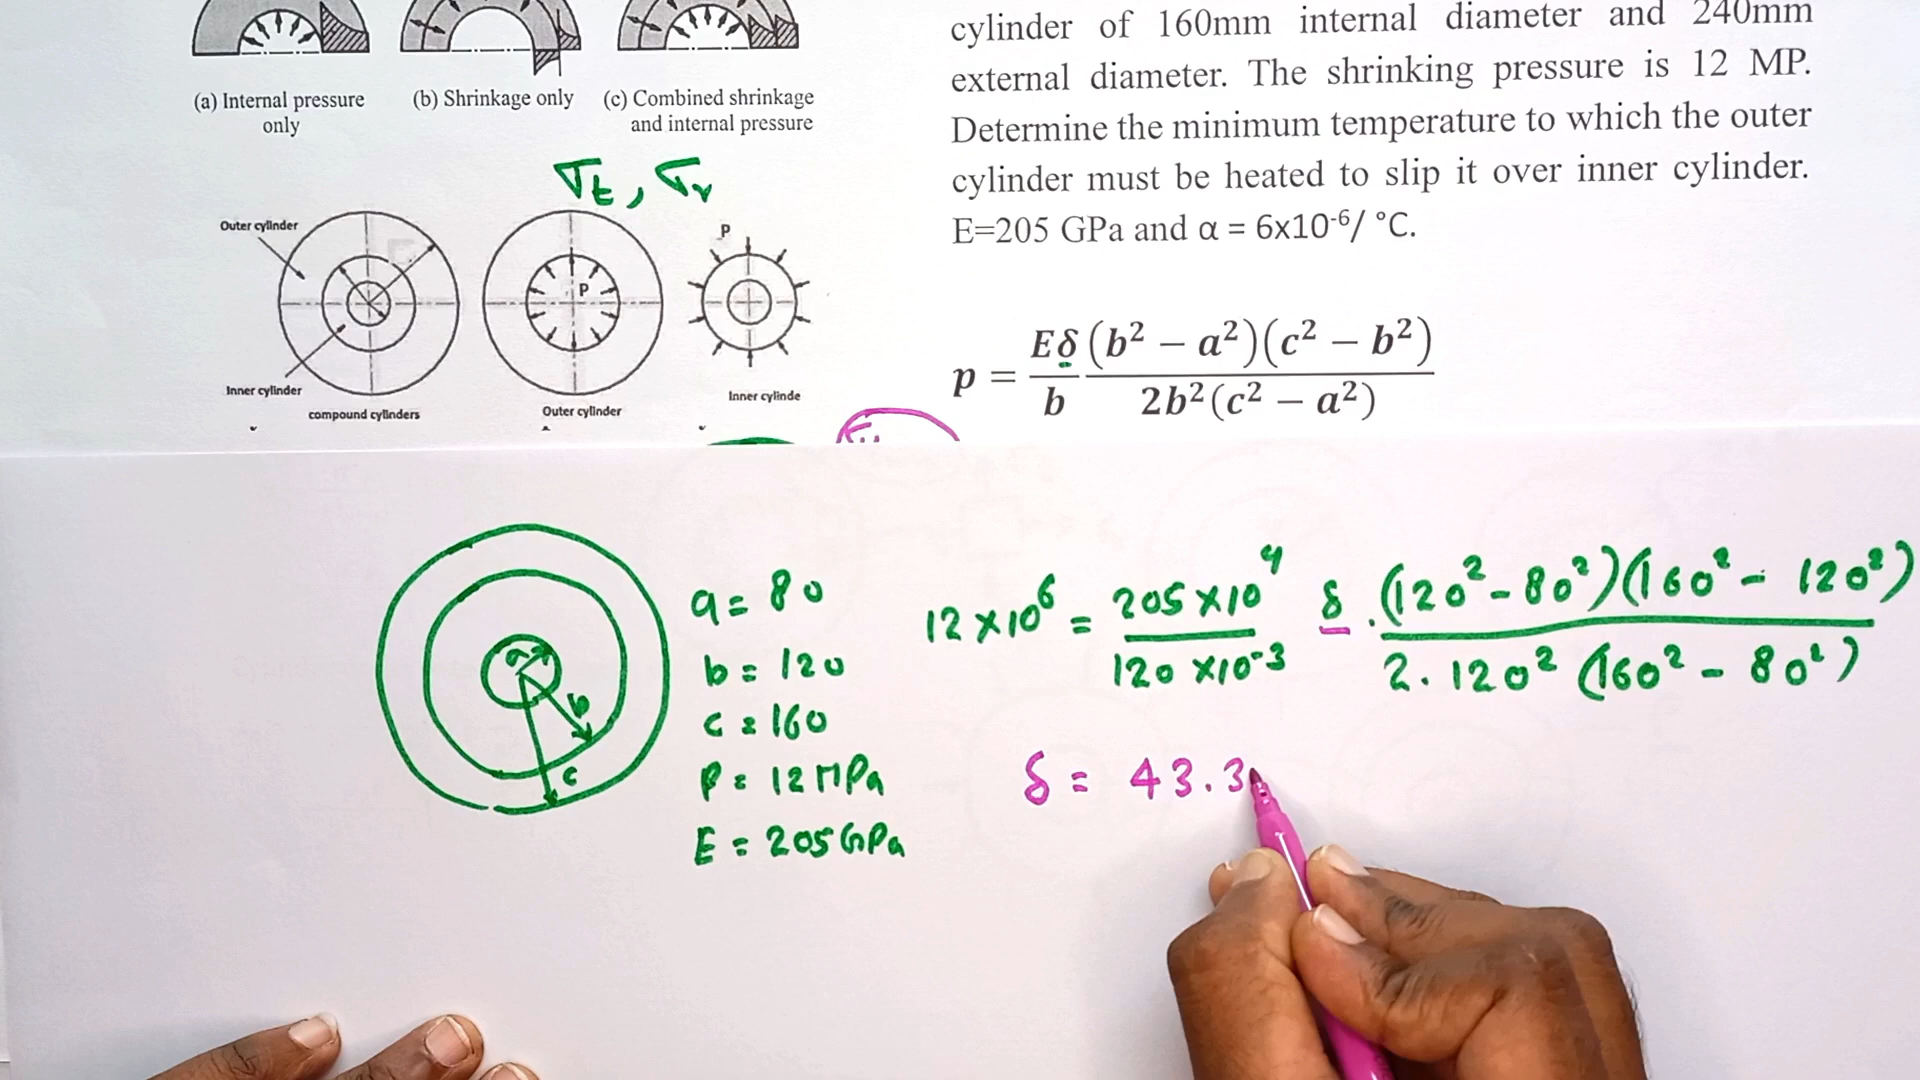 (a) Internal pressure
only
(b) Shrinkage only
(c) Combined shrinkage
and internal pressure
σt, σr
Outer cylinder
Inner cylinder
compound cylinders
P
Outer cylinder
P
Inner cylinde
cylinder of 160mm internal diameter and 240mm
external diameter. The shrinking pressure is 12 MP.
Determine the minimum temperature to which the outer
cylinder must be heated to slip it over inner cylinder.
E=205 GPa and α = 6x10⁻⁶/ °C.
p = Eδ/b (b² − a²)(c² − b²)/2b²(c² − a²)
a
b
c
a = 80
b = 120
c = 160
P = 12 MPa
E = 205 GPa
12 × 10⁶ = 205 × 10⁹/120 × 10⁻³ δ . (120² - 80²)(160² - 120²)/2. 120² (160² - 80²)
δ = 43.3